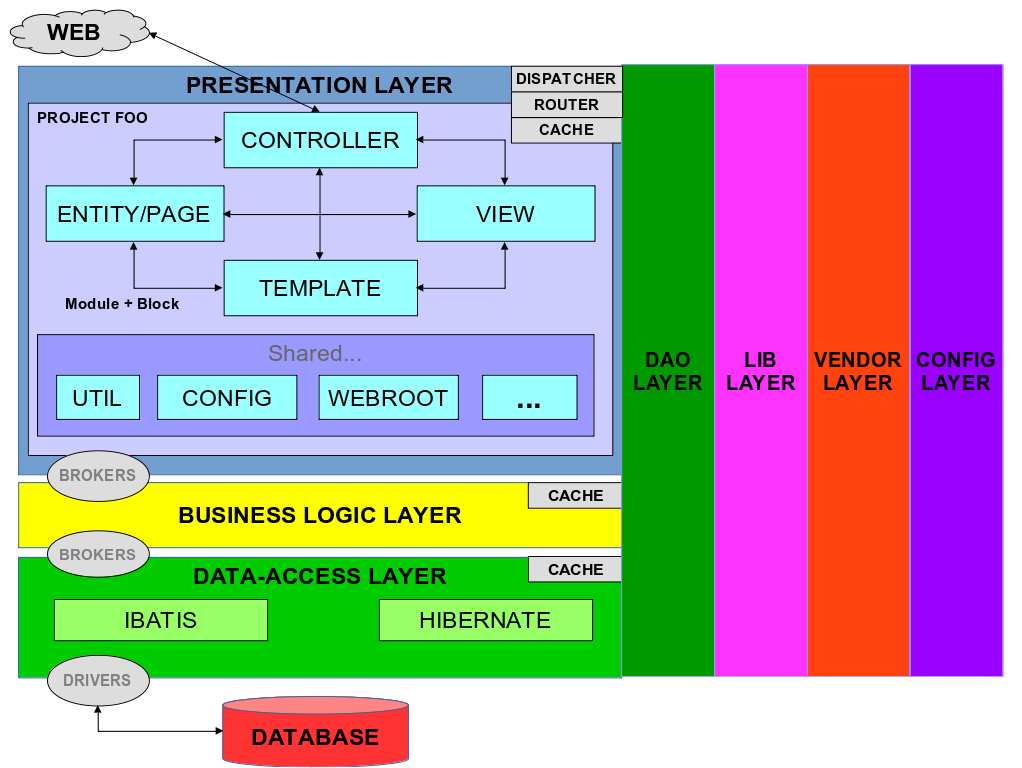 WEB
PRESENTATION LAYER
DISPATCHER
ROUTER
CACHE
PROJECT FOO
CONTROLLER
ENTITY/PAGE
VIEW
TEMPLATE
Module + Block
Shared...
UTIL
CONFIG
WEBROOT
...
BROKERS
CACHE
BUSINESS LOGIC LAYER
BROKERS
CACHE
DATA-ACCESS LAYER
IBATIS
HIBERNATE
DRIVERS
DATABASE
DAO
LAYER
LIB
LAYER
VENDOR
LAYER
CONFIG
LAYER